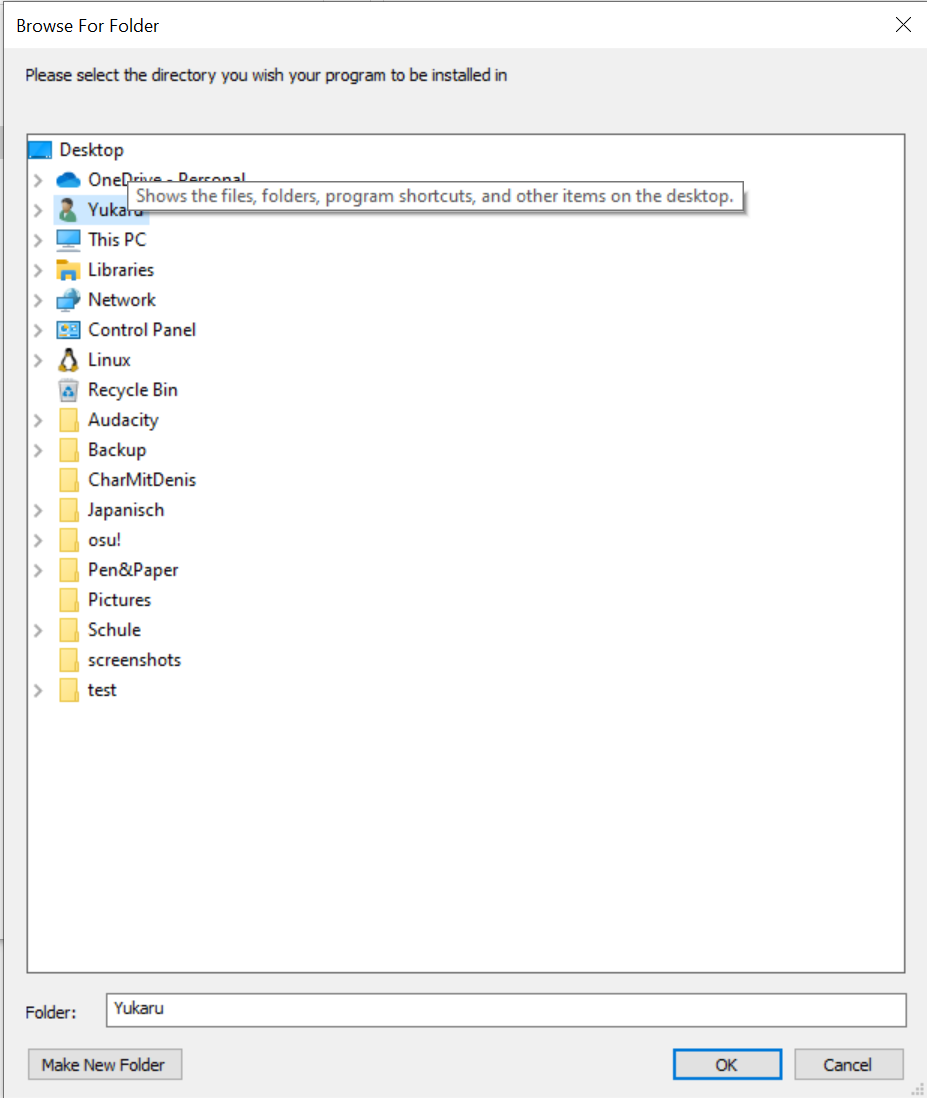 Browse For Folder
Please select the directory you wish your program to be installed in
Desktop
OneDrive - Personal
Shows the files, folders, program shortcuts, and other items on the desktop.
Yukaru
This PC
Libraries
Network
Control Panel
Linux
Recycle Bin
Audacity
Backup
CharMitDenis
Japanisch
osu!
Pen&Paper
Pictures
Schule
screenshots
test
Folder: Yukaru
Make New Folder OK Cancel